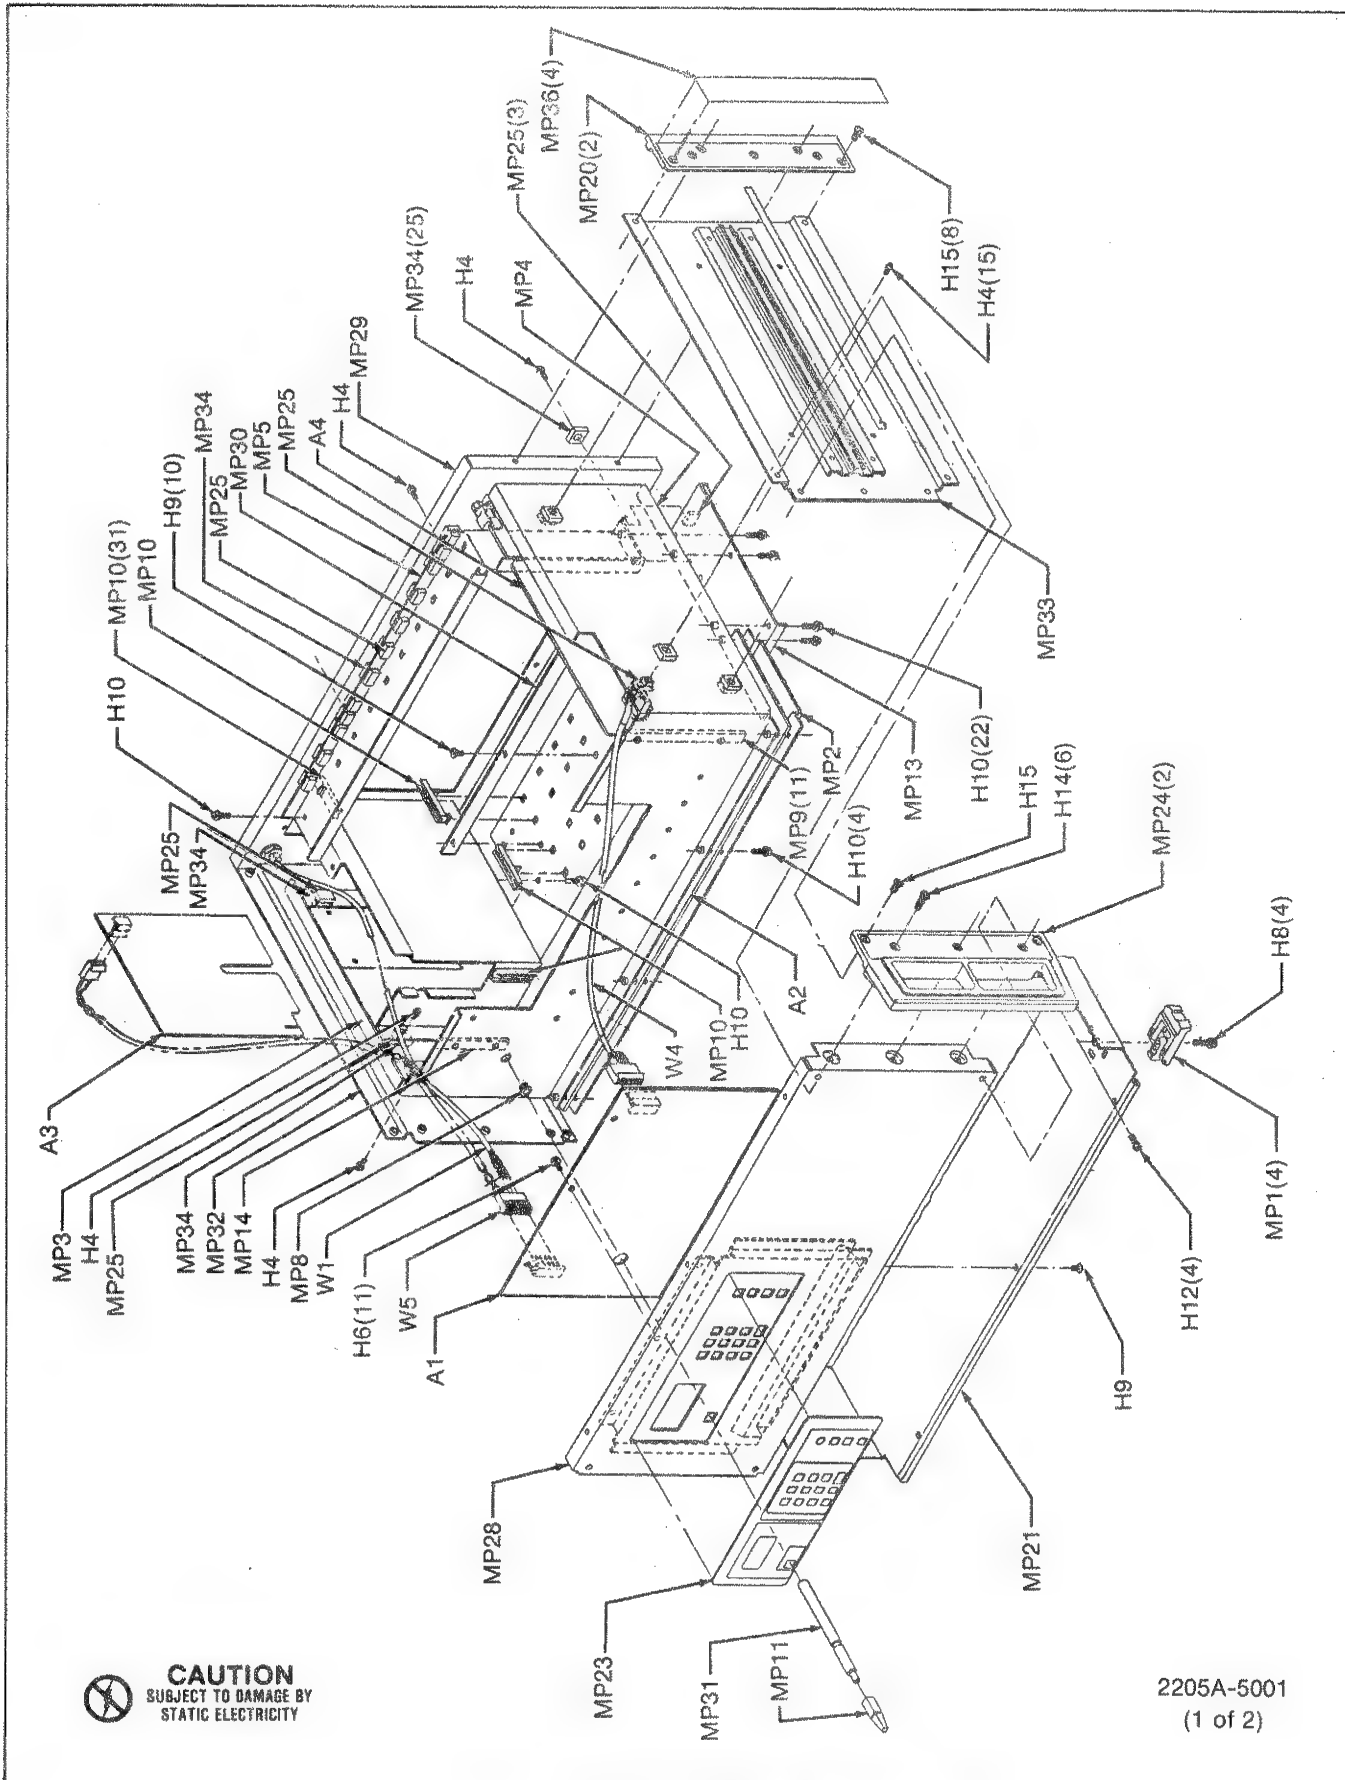 MP36(4)
MP20(2)
MP25(3)
MP4
MP34(25)
H4
MP29
H4
A4
MP25
MP5
MP30
MP25
MP34
H9(10)
MP10
MP10(31)
H10
MP25
MP34
A3
MP3
H4
MP25
MP34
MP32
MP14
H4
MP8
W1
H6(11)
W5
A1
MP28
MP23
MP31
MP11
H15(8)
H4(15)
MP33
H10(22)
MP13
MP2
MP9(11)
H10(4)
A2
H10
MP10
W4
H15
H14(6)
MP24(2)
H8(4)
MP1(4)
H12(4)
H9
MP21
CAUTION
SUBJECT TO DAMAGE BY
STATIC ELECTRICITY
2205A-5001
(1 of 2)